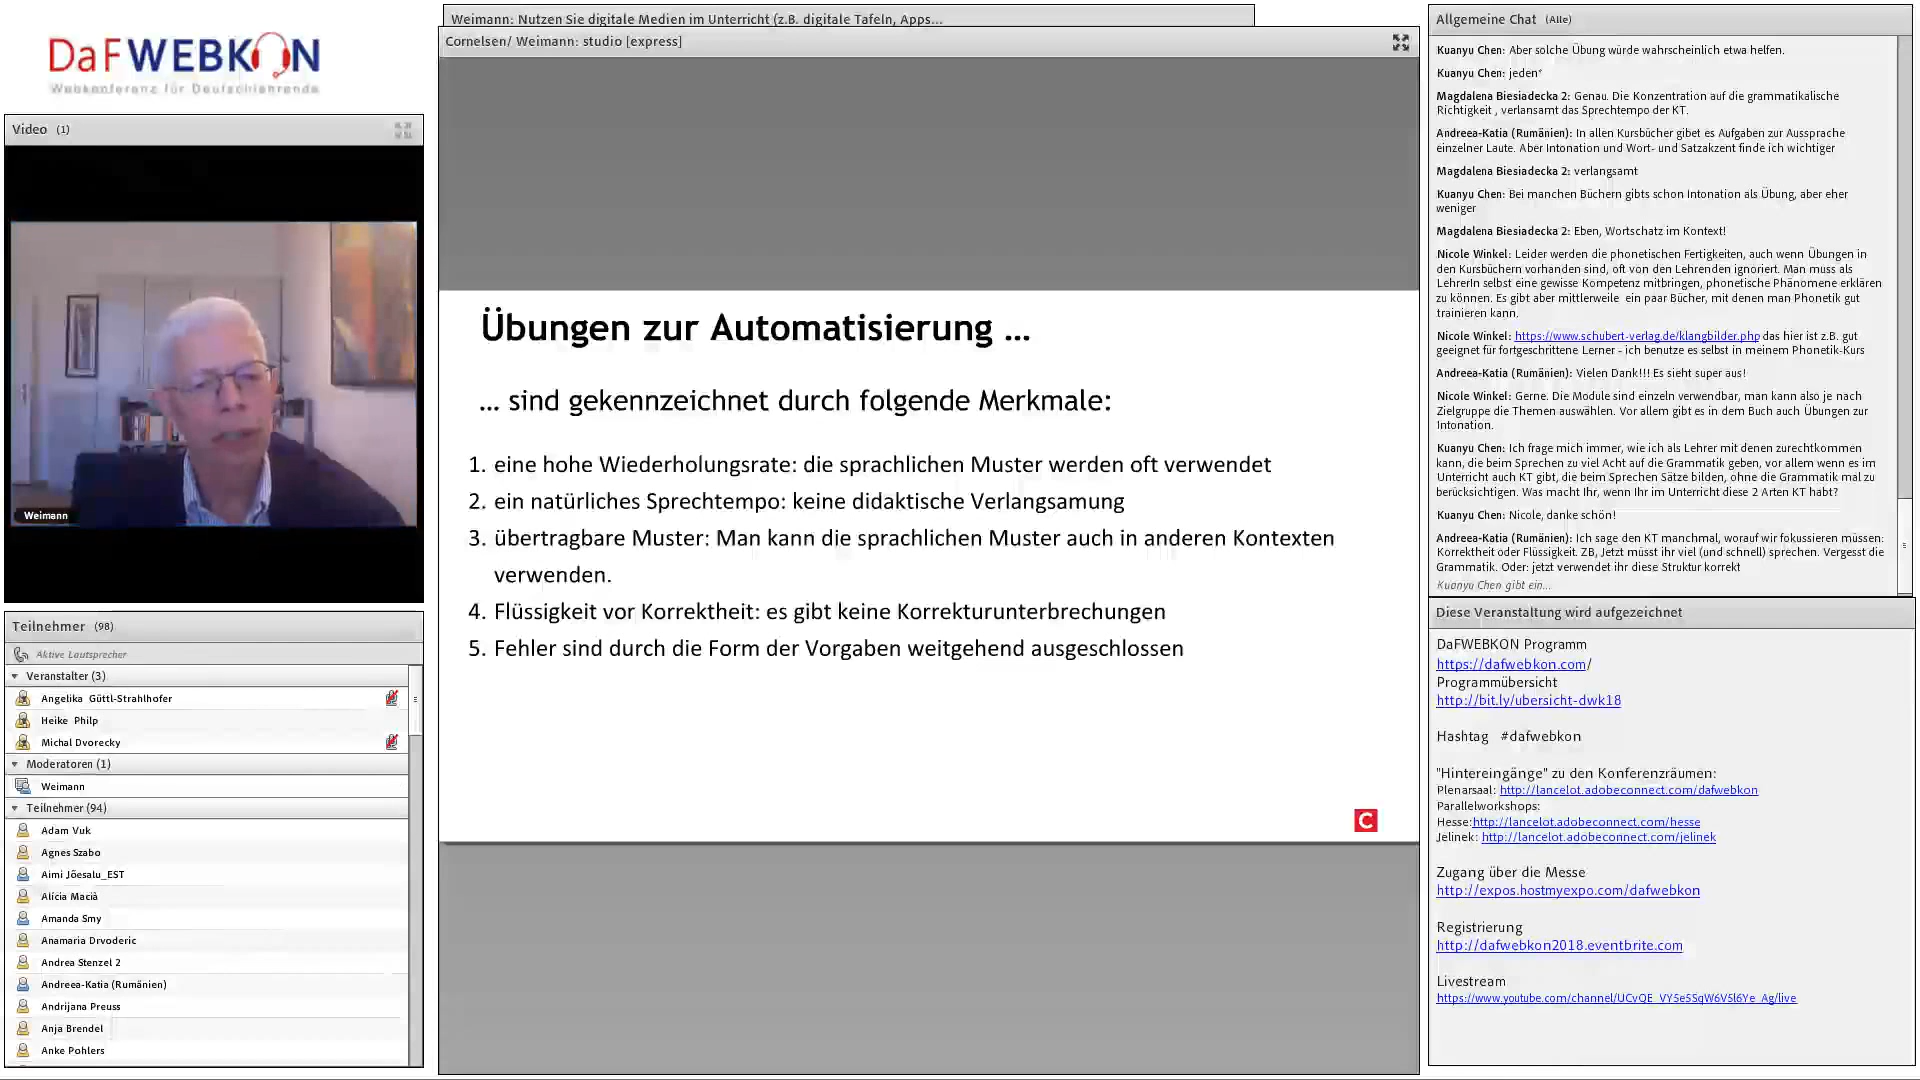 DaFWEBKON
Webkonferenz für Deutschlehrende
Video (1)
Weimann
Teilnehmer (98)
Aktive Lautsprecher
Veranstalter (3)
Angelika Güttl-Strahlhofer
Heike Philp
Michal Dvorecky
Moderatoren (1)
Weimann
Teilnehmer (94)
Adam Vuk
Agnes Szabo
Aimi Jõesalu_EST
Alícia Macià
Amanda Smy
Anamaria Drvoderic
Andrea Stenzel 2
Andreea-Katia (Rumänien)
Andrijana Preuss
Anja Brendel
Anke Pohlers
Weimann: Nutzen Sie digitale Medien im Unterricht (z.B. digitale Tafeln, Apps...
Cornelsen/ Weimann: studio [express]
Übungen zur Automatisierung ...
... sind gekennzeichnet durch folgende Merkmale:
1. eine hohe Wiederholungsrate: die sprachlichen Muster werden oft verwendet
2. ein natürliches Sprechtempo: keine didaktische Verlangsamung
3. übertragbare Muster: Man kann die sprachlichen Muster auch in anderen Kontexten
verwenden.
4. Flüssigkeit vor Korrektheit: es gibt keine Korrekturunterbrechungen
5. Fehler sind durch die Form der Vorgaben weitgehend ausgeschlossen
C
Allgemeine Chat (Alle)
Kuanyu Chen: Aber solche Übung würde wahrscheinlich etwa helfen.
Kuanyu Chen: jeden*
Magdalena Biesiadecka 2: Genau. Die Konzentration auf die grammatikalische
Richtigkeit , verlansamt das Sprechtempo der KT.
Andreea-Katia (Rumänien): In allen Kursbücher gibet es Aufgaben zur Aussprache
einzelner Laute. Aber Intonation und Wort- und Satzakzent finde ich wichtiger
Magdalena Biesiadecka 2: verlangsamt
Kuanyu Chen: Bei manchen Büchern gibts schon Intonation als Übung, aber eher
weniger
Magdalena Biesiadecka 2: Eben, Wortschatz im Kontext!
Nicole Winkel: Leider werden die phonetischen Fertigkeiten, auch wenn Übungen in
den Kursbüchern vorhanden sind, oft von den Lehrenden ignoriert. Man muss als
LehrerIn selbst eine gewisse Kompetenz mitbringen, phonetische Phänomene erklären
zu können. Es gibt aber mittlerweile ein paar Bücher, mit denen man Phonetik gut
trainieren kann.
Nicole Winkel: https://www.schubert-verlag.de/klangbilder.php das hier ist z.B. gut
geeignet für fortgeschrittene Lerner - ich benutze es selbst in meinem Phonetik-Kurs
Andreea-Katia (Rumänien): Vielen Dank!!! Es sieht super aus!
Nicole Winkel: Gerne. Die Module sind einzeln verwendbar, man kann also je nach
Zielgruppe die Themen auswählen. Vor allem gibt es in dem Buch auch Übungen zur
Intonation.
Kuanyu Chen: Ich frage mich immer, wie ich als Lehrer mit denen zurechtkommen
kann, die beim Sprechen zu viel Acht auf die Grammatik geben, vor allem wenn es im
Unterricht auch KT gibt, die beim Sprechen Sätze bilden, ohne die Grammatik mal zu
berücksichtigen. Was macht Ihr, wenn Ihr im Unterricht diese 2 Arten KT habt?
Kuanyu Chen: Nicole, danke schön!
Andreea-Katia (Rumänien): Ich sage den KT manchmal, worauf wir fokussieren müssen:
Korrektheit oder Flüssigkeit. ZB, Jetzt müsst ihr viel (und schnell) sprechen. Vergesst die
Grammatik. Oder: jetzt verwendet ihr diese Struktur korrekt
Kuanyu Chen gibt ein...
Diese Veranstaltung wird aufgezeichnet
DaFWEBKON Programm
https://dafwebkon.com/
Programmübersicht
http://bit.ly/ubersicht-dwk18
Hashtag #dafwebkon
"Hintereingänge" zu den Konferenzräumen:
Plenarsaal: http://lancelot.adobeconnect.com/dafwebkon
Parallelworkshops:
Hesse:http://lancelot.adobeconnect.com/hesse
Jelinek: http://lancelot.adobeconnect.com/jelinek
Zugang über die Messe
http://expos.hostmyexpo.com/dafwebkon
Registrierung
http://dafwebkon2018.eventbrite.com
Livestream
https://www.youtube.com/channel/UCvQE_VY5e5SqW6V5l6Ye_Ag/live